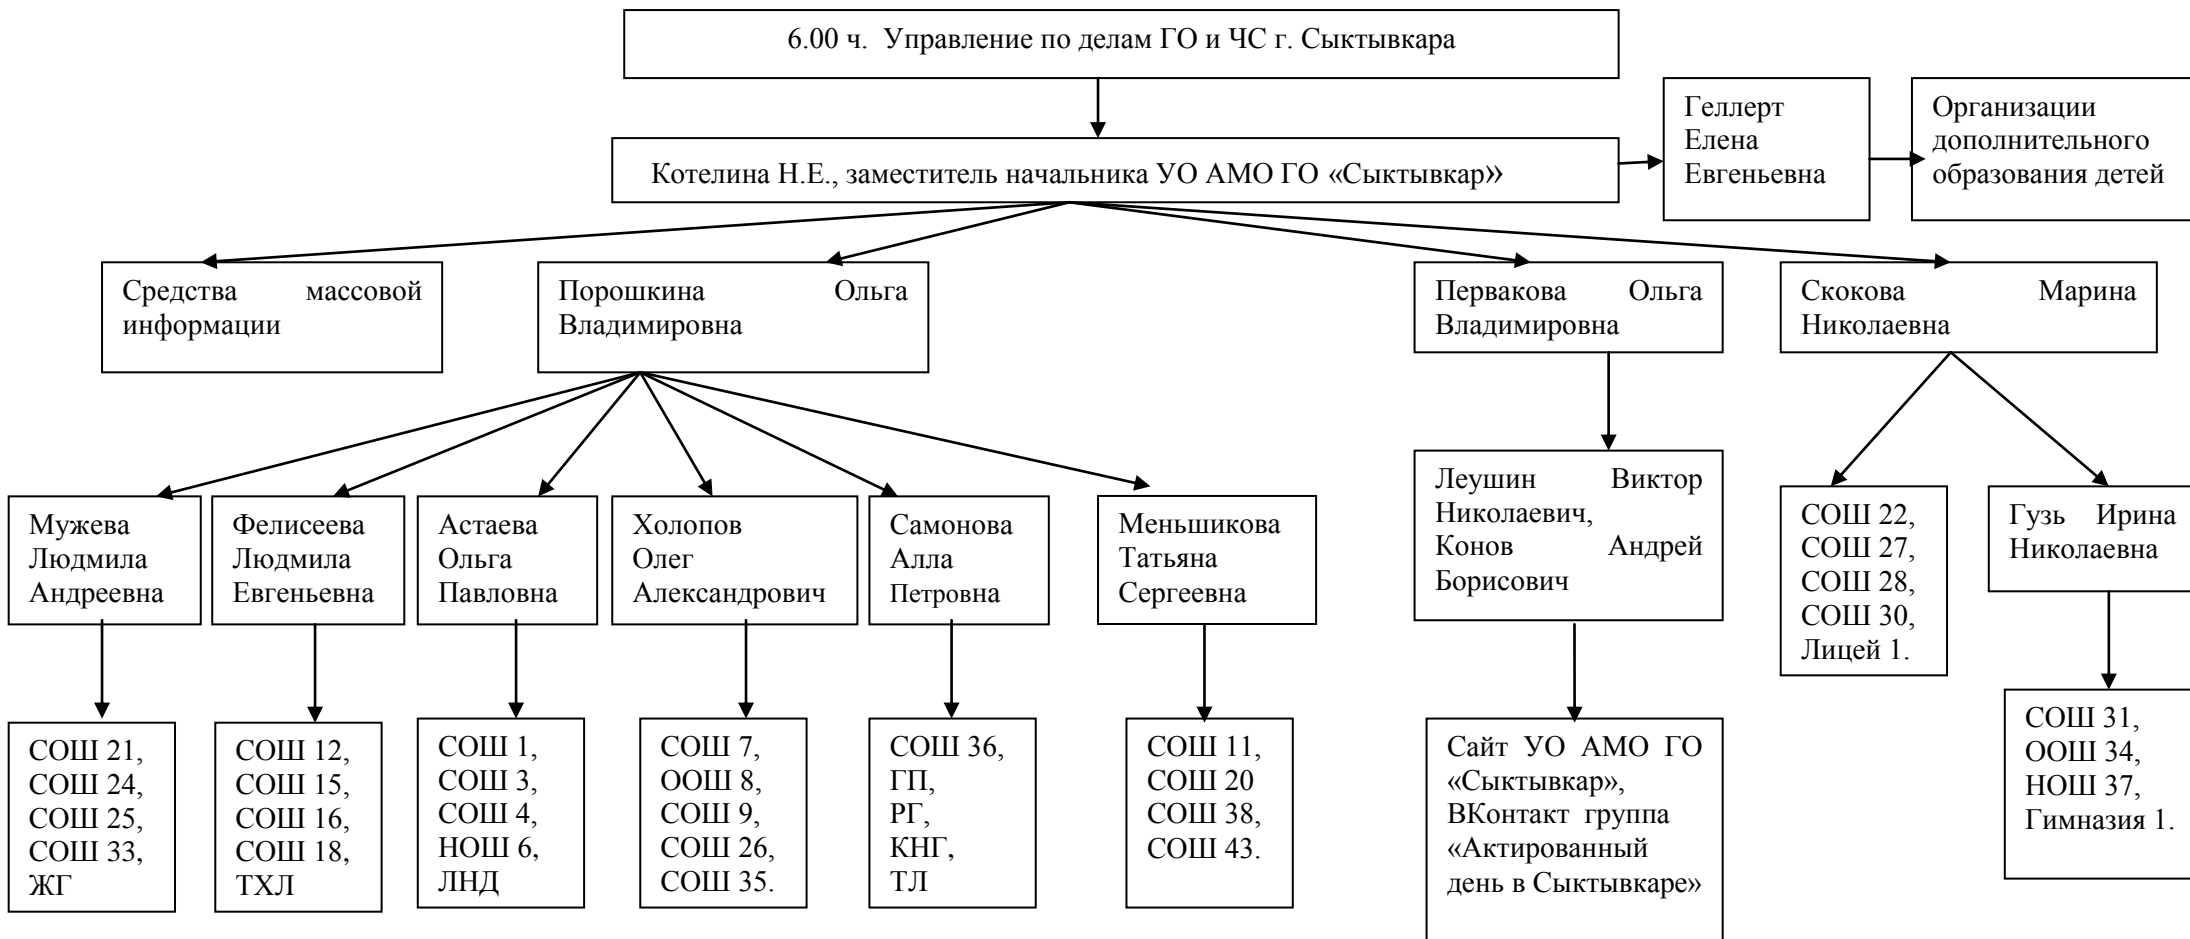 6.00 ч. Управление по делам ГО и ЧС г. Сыктывкара
Геллерт
Елена
Евгеньевна
Организации
дополнительного
образования детей
Котелина Н.Е., заместитель начальника УО АМО ГО «Сыктывкар»
Средства массовой
информации
Порошкина Ольга
Владимировна
Первакова Ольга
Владимировна
Скокова Марина
Николаевна
Мужева
Людмила
Андреевна
Фелисеева
Людмила
Евгеньевна
Астаева
Ольга
Павловна
Холопов
Олег
Александрович
Самонова
Алла
Петровна
Меньшикова
Татьяна
Сергеевна
Леушин Виктор
Николаевич,
Конов Андрей
Борисович
СОШ 22,
СОШ 27,
СОШ 28,
СОШ 30,
Лицей 1.
Гузь Ирина
Николаевна
СОШ 21,
СОШ 24,
СОШ 25,
СОШ 33,
ЖГ
СОШ 12,
СОШ 15,
СОШ 16,
СОШ 18,
ТХЛ
СОШ 1,
СОШ 3,
СОШ 4,
НОШ 6,
ЛНД
СОШ 7,
ООШ 8,
СОШ 9,
СОШ 26,
СОШ 35.
СОШ 36,
ГП,
РГ,
КНГ,
ТЛ
СОШ 11,
СОШ 20
СОШ 38,
СОШ 43.
Сайт УО АМО ГО
«Сыктывкар»,
ВКонтакт группа
«Актированный
день в Сыктывкаре»
СОШ 31,
ООШ 34,
НОШ 37,
Гимназия 1.